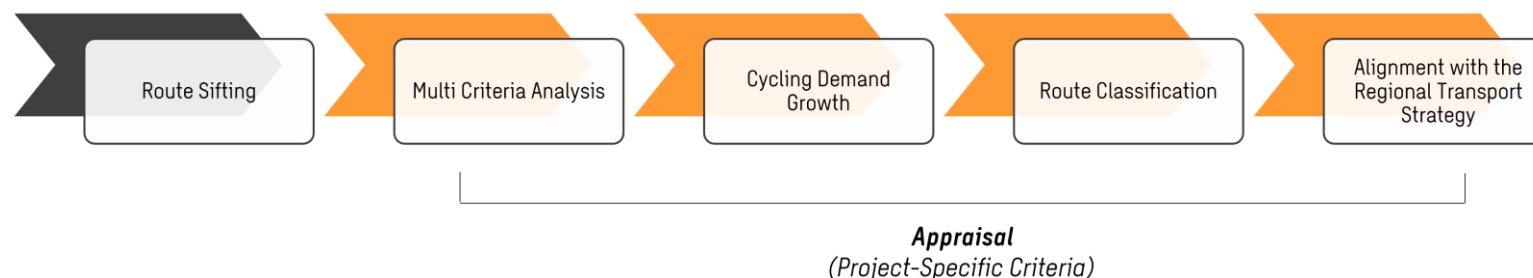 Route Sifting
Multi Criteria Analysis
Cycling Demand
Growth
Route Classification
Alignment with the
Regional Transport
Strategy
Appraisal
(Project-Specific Criteria)